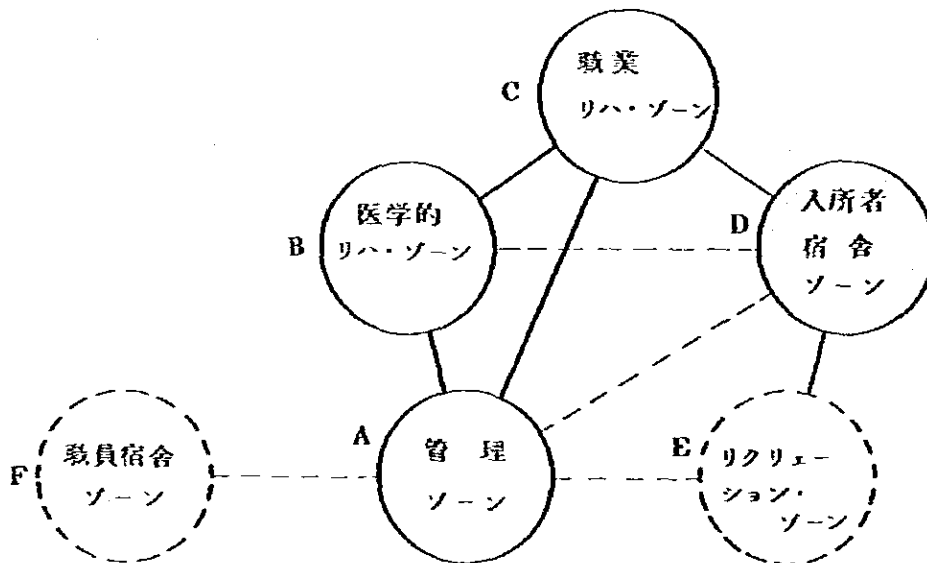 C
職業
リハ・ゾーン
B
医学的
リハ・ゾーン
D
入所者
宿舎
ゾーン
A
管理
ゾーン
E
リクリェー
ション・
ゾーン
F
職員宿舎
ゾーン